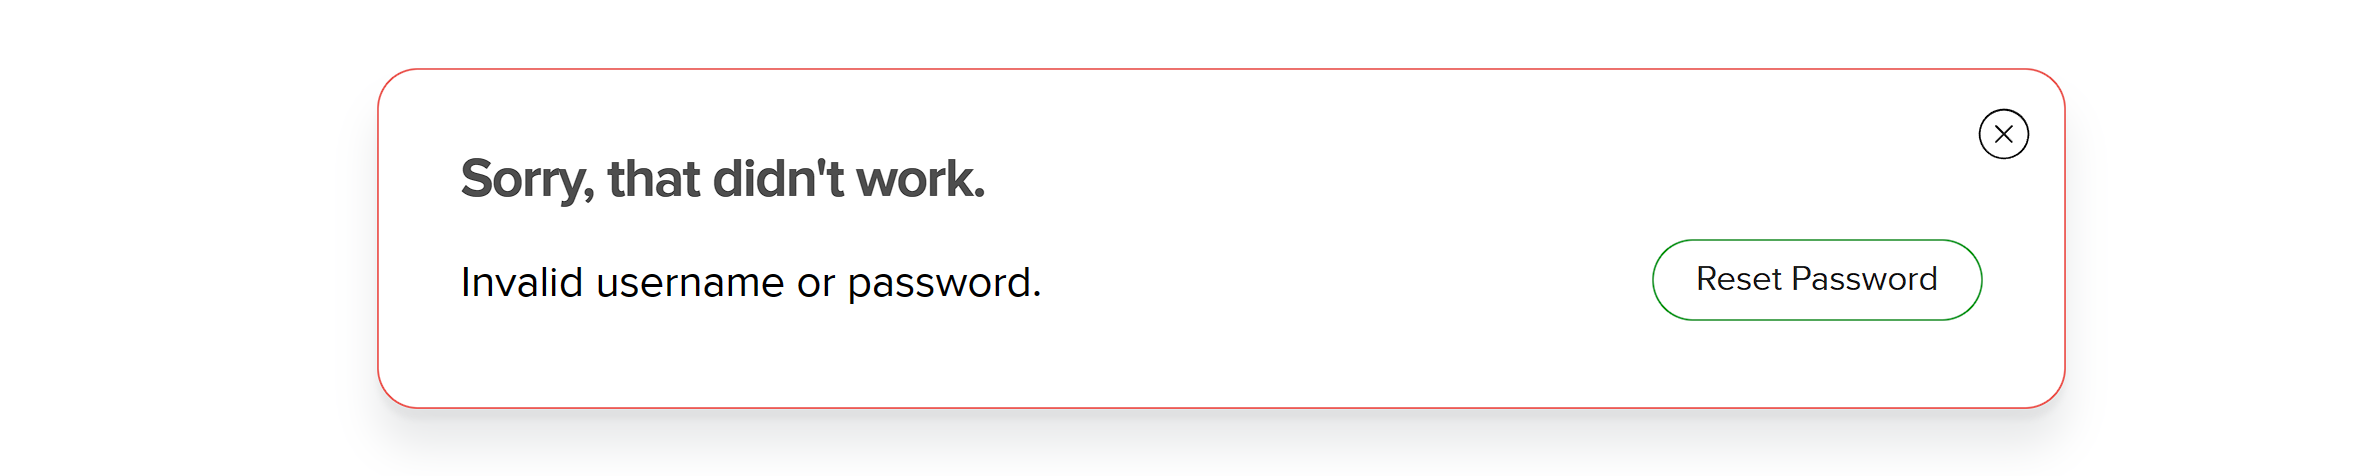 Sorry, that didn't work.
Invalid username or password.
Reset Password